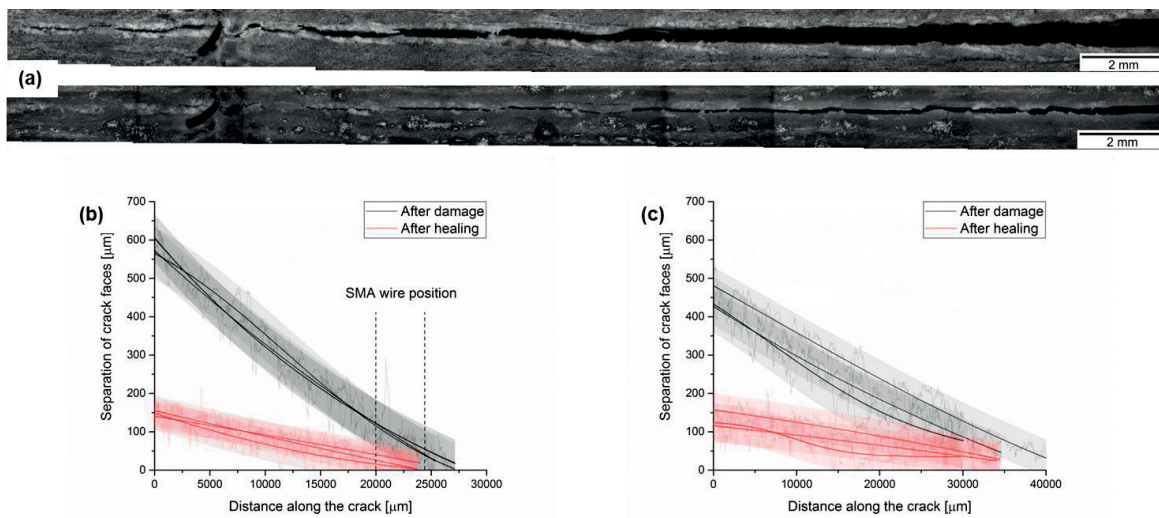 2 mm
(a)
2 mm
(b)
700
600
500
400
300
200
100
0
Separation of crack faces [µm]
After damage
After healing
SMA wire position
0
5000
10000
15000
20000
25000
30000
Distance along the crack [µm]
(c)
700
600
500
400
300
200
100
0
Separation of crack faces [µm]
After damage
After healing
0
10000
20000
30000
40000
Distance along the crack [µm]